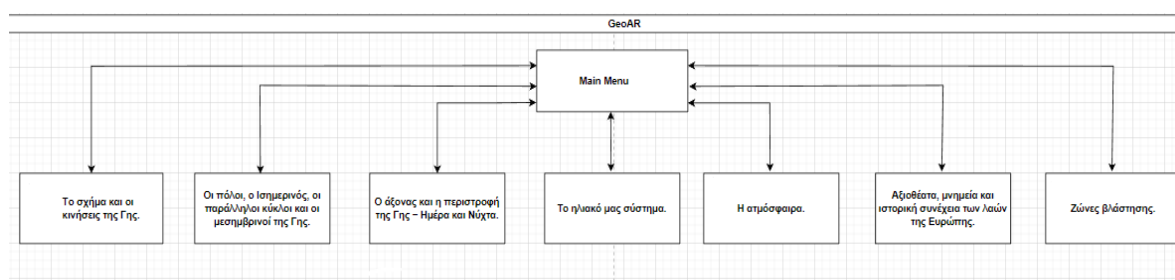 GeoAR
Main Menu
Το σχήμα και οι
κινήσεις της Γης.
Οι πόλοι, ο Ισημερινός, οι
παράλληλοι κύκλοι και οι
μεσημβρινοί της Γης.
Ο άξονας και η περιστροφή
της Γης – Ημέρα και Νύχτα.
Το ηλιακό μας σύστημα.
Η ατμόσφαιρα.
Αξιοθέατα, μνημεία και
ιστορική συνέχεια των λαών
της Ευρώπης.
Ζώνες βλάστησης.